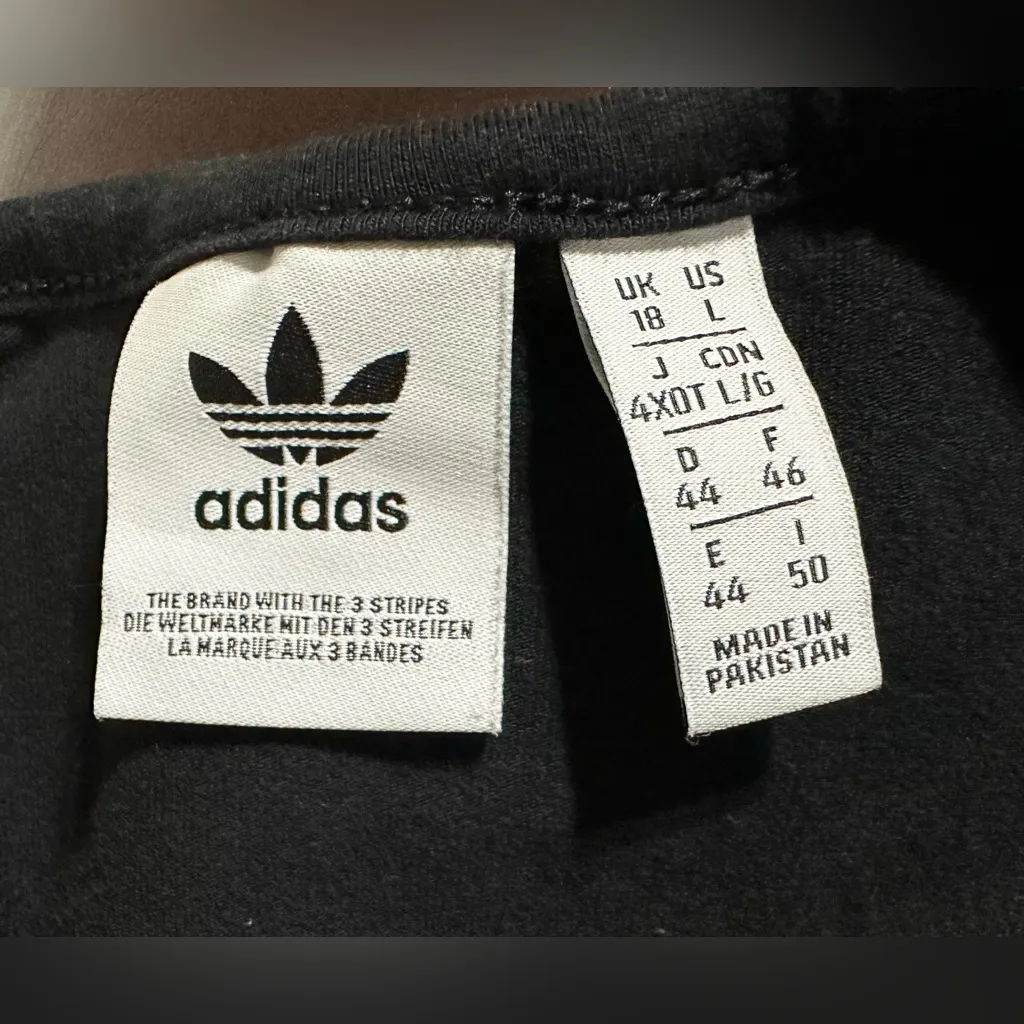 adidas
THE BRAND WITH THE 3 STRIPES
DIE WELTMARKE MIT DEN 3 STREIFEN
LA MARQUE AUX 3 BANDES
UK US
18 L
J CDN
4XOT L/G
D F
44 46
E I
44 50
MADE IN
PAKISTAN